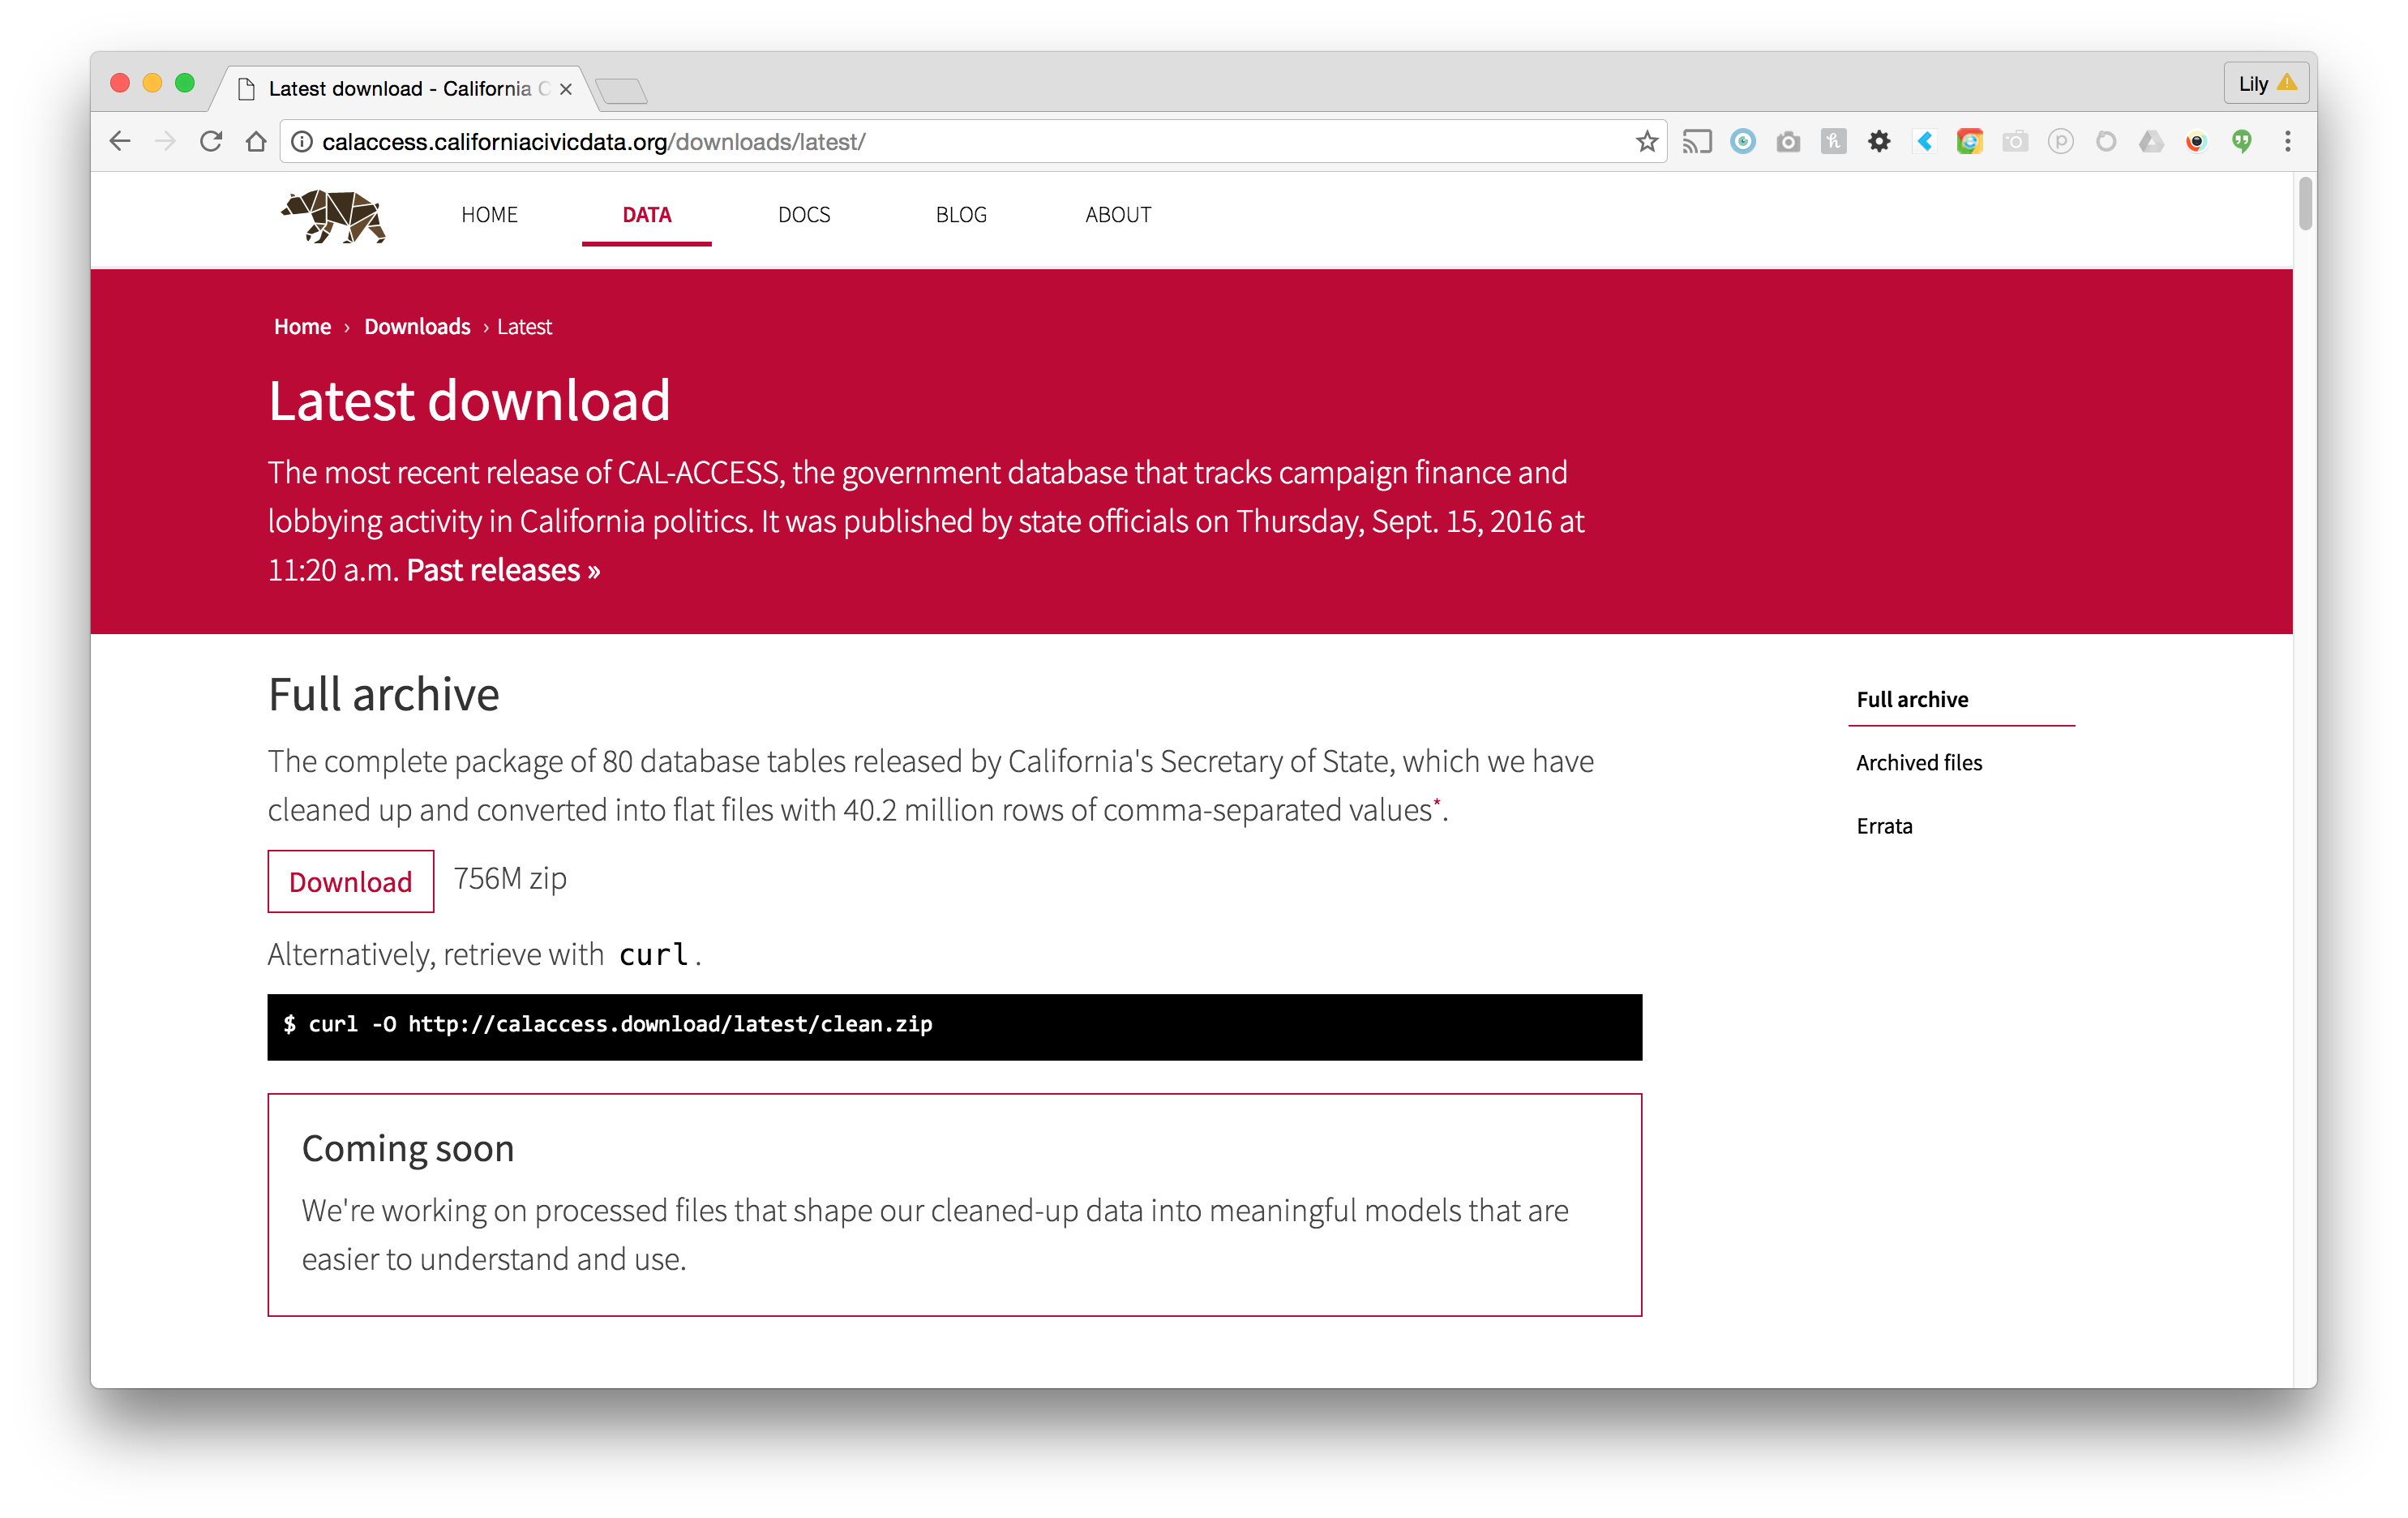 Latest download - California C
Lily
calaccess.californiacivicdata.org/downloads/latest/
HOME DATA DOCS BLOG ABOUT
Home › Downloads › Latest
Latest download
The most recent release of CAL-ACCESS, the government database that tracks campaign finance and
lobbying activity in California politics. It was published by state officials on Thursday, Sept. 15, 2016 at
11:20 a.m. Past releases »
Full archive
The complete package of 80 database tables released by California's Secretary of State, which we have
cleaned up and converted into flat files with 40.2 million rows of comma-separated values*.
Download 756M zip
Alternatively, retrieve with curl.
$ curl -O http://calaccess.download/latest/clean.zip
Coming soon
We're working on processed files that shape our cleaned-up data into meaningful models that are
easier to understand and use.
Full archive
Archived files
Errata